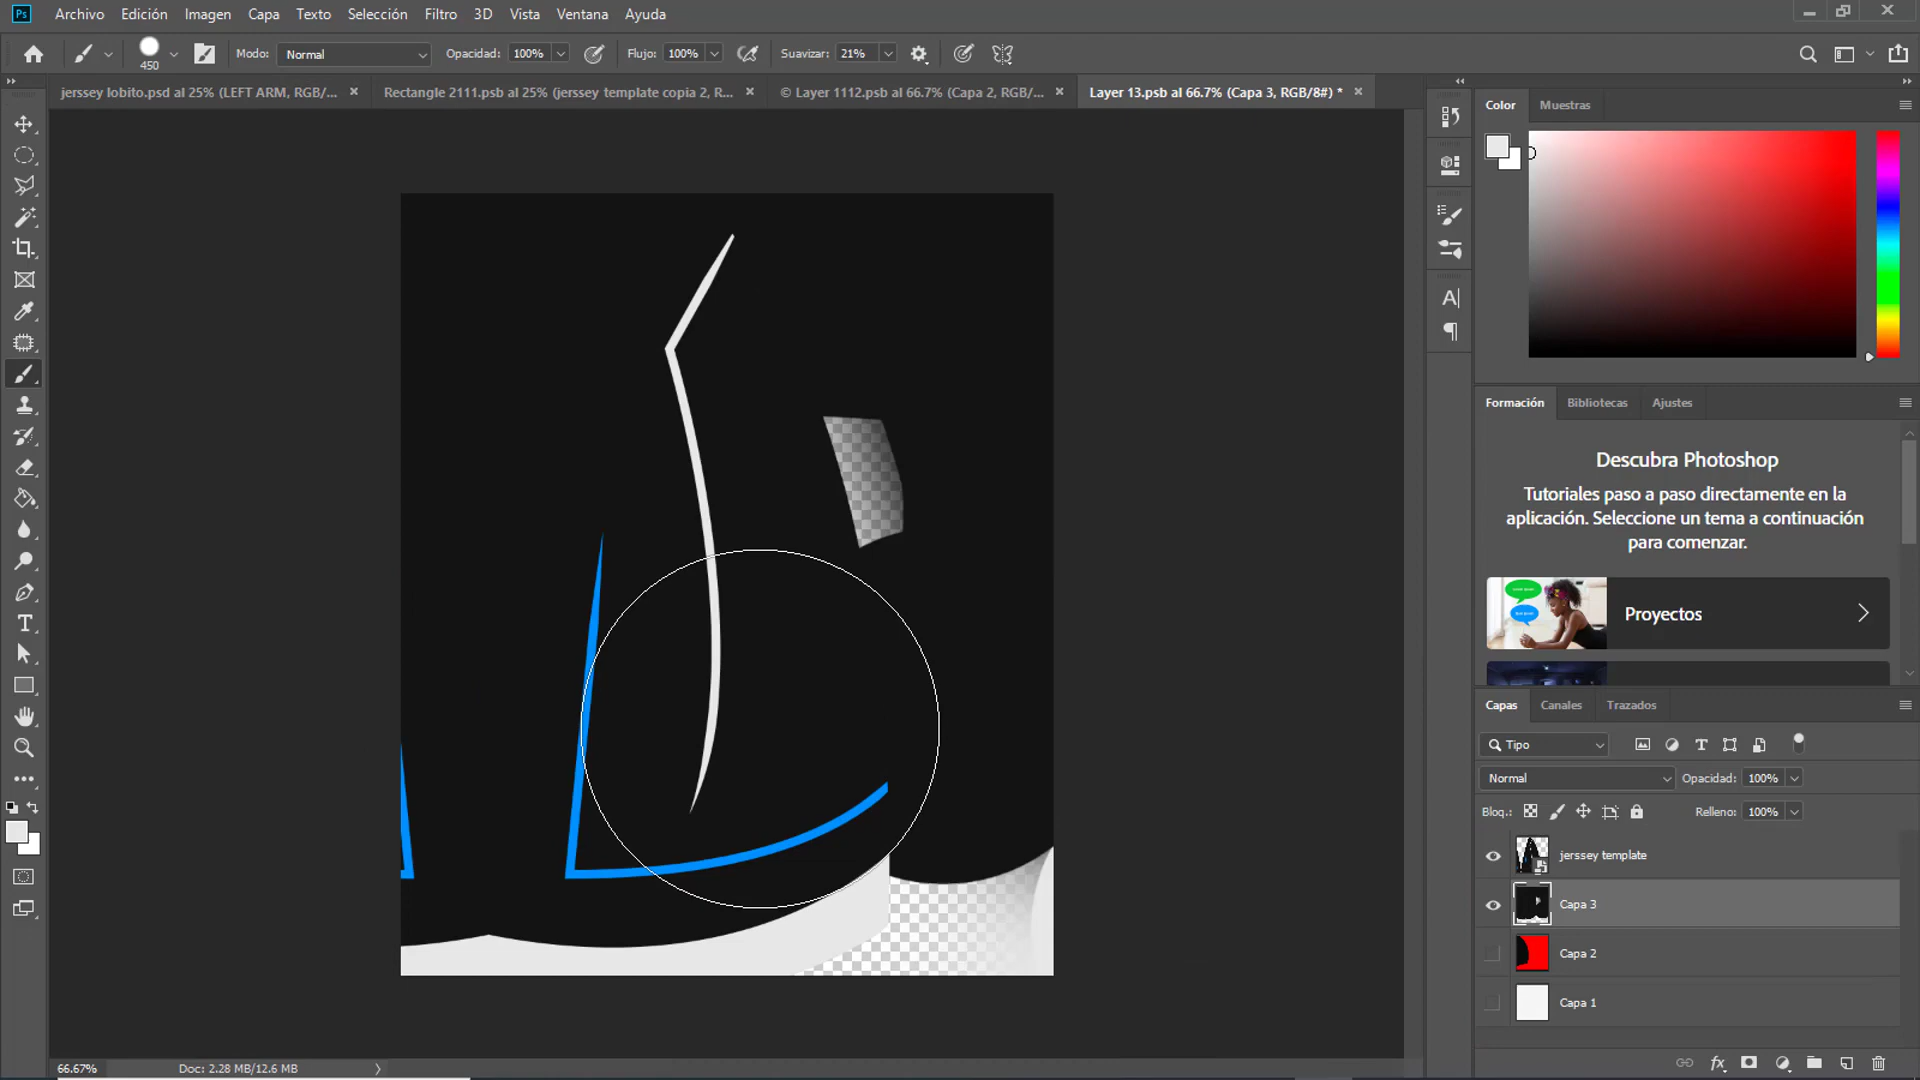 Ps Archivo Edición Imagen Capa Texto Selección Filtro 3D Vista Ventana Ayuda
450 Modo: Normal Opacidad: 100% Flujo: 100% Suavizar: 21%
jerssey lobito.psd al 25% (LEFT ARM, RGB/... × Rectangle 2111.psb al 25% (jerssey template copia 2, R... × © Layer 1112.psb al 66.7% (Capa 2, RGB/... × Layer 13.psb al 66.7% (Capa 3, RGB/8#) * ×
Color Muestras
Formación Bibliotecas Ajustes
Descubra Photoshop
Tutoriales paso a paso directamente en la
aplicación. Seleccione un tema a continuación
para comenzar.
Proyectos
Capas Canales Trazados
Tipo
Normal Opacidad: 100%
Bloq.: Relleno: 100%
jerssey template
Capa 3
Capa 2
Capa 1
66.67% Doc: 2.28 MB/12.6 MB